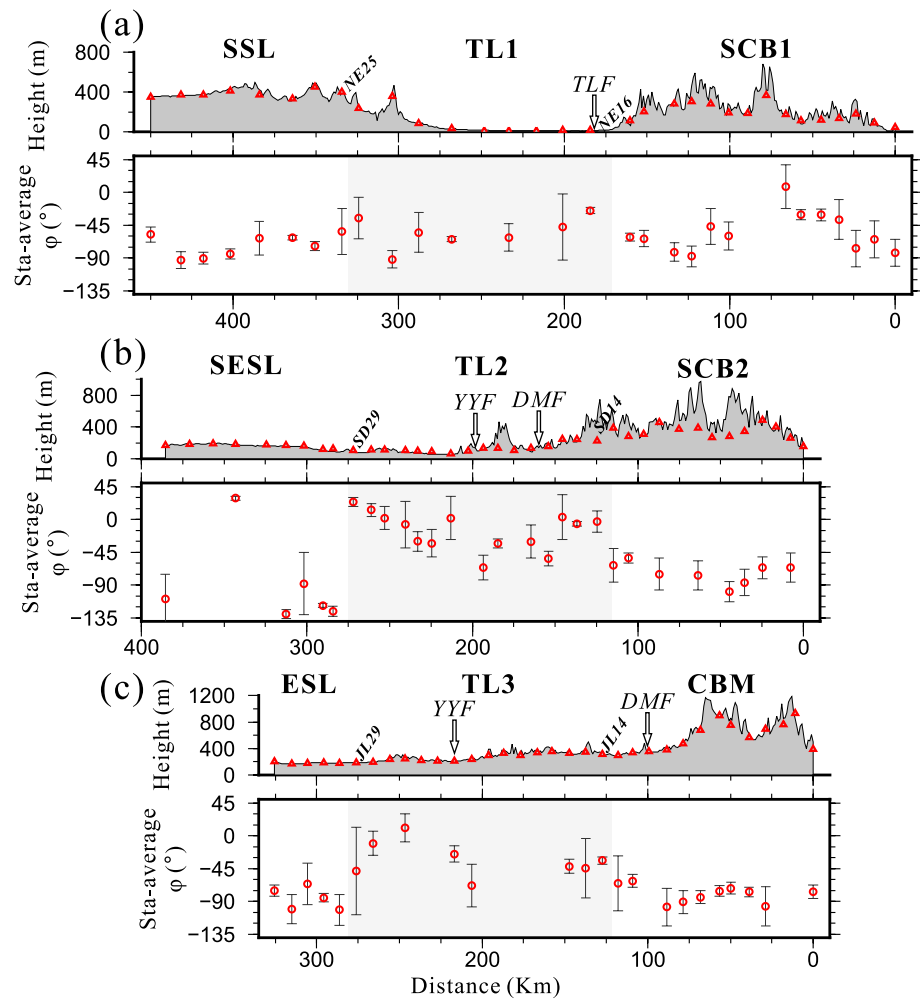 (a)
SSL TL1 SCB1
800
400
0
Height (m)
NE25
TLF
NE16
45
0
−45
−90
−135
Sta-average
φ (°)
400 300 200 100 0
(b)
SESL TL2 SCB2
800
400
0
Height (m)
SD29
YYF
DMF
SD14
45
0
−45
−90
−135
Sta-average
φ (°)
400 300 200 100 0
(c)
ESL TL3 CBM
1200
800
400
0
Height (m)
JL29
YYF
JL14
DMF
45
0
−45
−90
−135
Sta-average
φ (°)
300 200 100 0
Distance (Km)